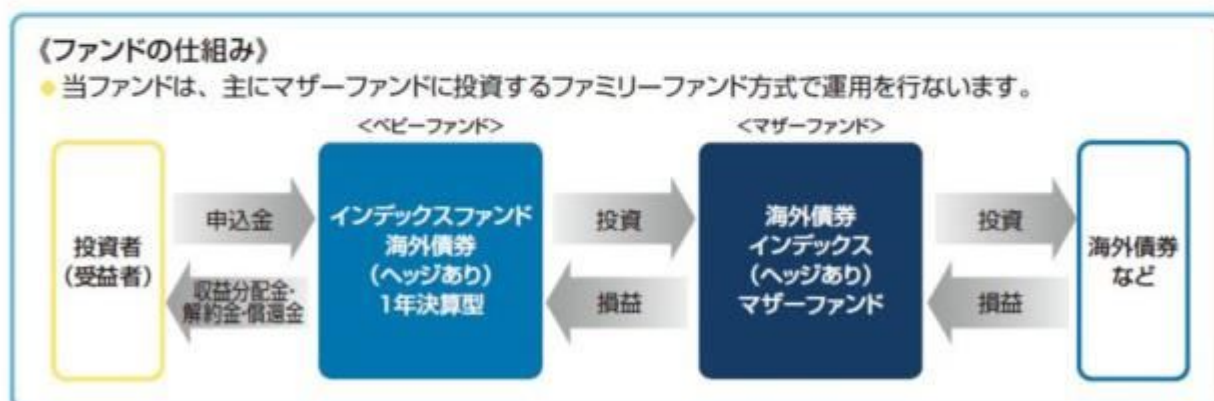 《ファンドの仕組み》
●当ファンドは、主にマザーファンドに投資するファミリーファンド方式で運用を行ないます。
<ベビーファンド>
<マザーファンド>
投資者
(受益者)
申込金
収益分配金・
解約金・償還金
インデックスファンド
海外債券
(ヘッジあり)
1年決算型
投資
損益
海外債券
インデックス
(ヘッジあり)
マザーファンド
投資
損益
海外債券
など